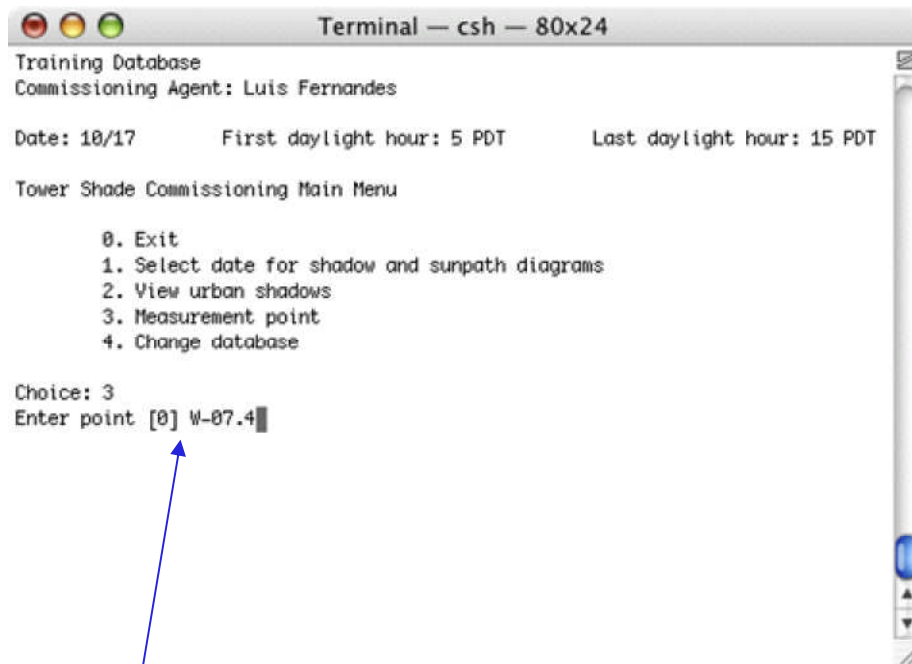 Terminal — csh — 80x24
Training Database
Commissioning Agent: Luis Fernandes
Date: 10/17 First daylight hour: 5 PDT Last daylight hour: 15 PDT
Tower Shade Commissioning Main Menu
0. Exit
1. Select date for shadow and sunpath diagrams
2. View urban shadows
3. Measurement point
4. Change database
Choice: 3
Enter point [0] W-07.4